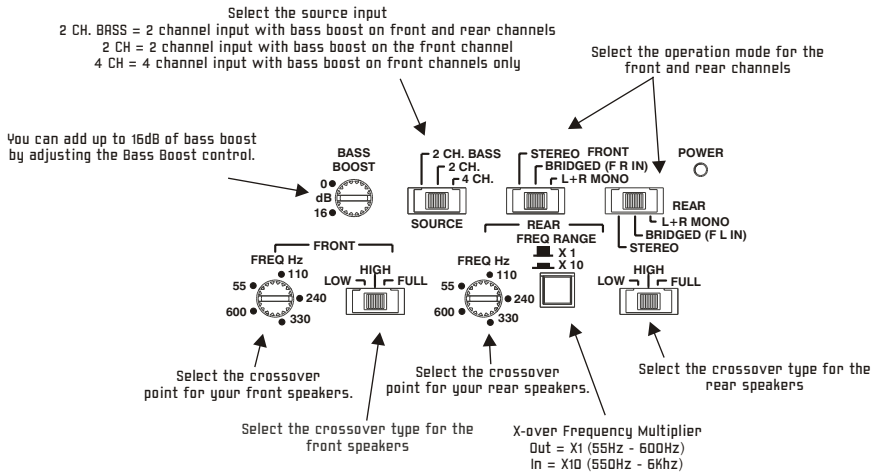 Select the source input
2 CH. BASS = 2 channel input with bass boost on front and rear channels
2 CH = 2 channel input with bass boost on the front channel
4 CH = 4 channel input with bass boost on front channels only
Select the operation mode for the
front and rear channels
You can add up to 16dB of bass boost
by adjusting the Bass Boost control.
BASS
BOOST
0
dB
16
2 CH. BASS
2 CH.
4 CH.
SOURCE
STEREO FRONT
BRIDGED (F R IN)
L+R MONO
POWER
REAR
L+R MONO
BRIDGED (F L IN)
STEREO
FRONT
FREQ Hz
110
55
240
600
330
HIGH
LOW
FULL
REAR
FREQ RANGE
X 1
X 10
FREQ Hz
110
55
240
600
330
HIGH
LOW
FULL
Select the crossover
point for your front speakers.
Select the crossover type for the
front speakers
Select the crossover
point for your rear speakers.
X-over Frequency Multiplier
Out = X1 (55Hz - 600Hz)
In = X10 (550Hz - 6Khz)
Select the crossover type for the
rear speakers